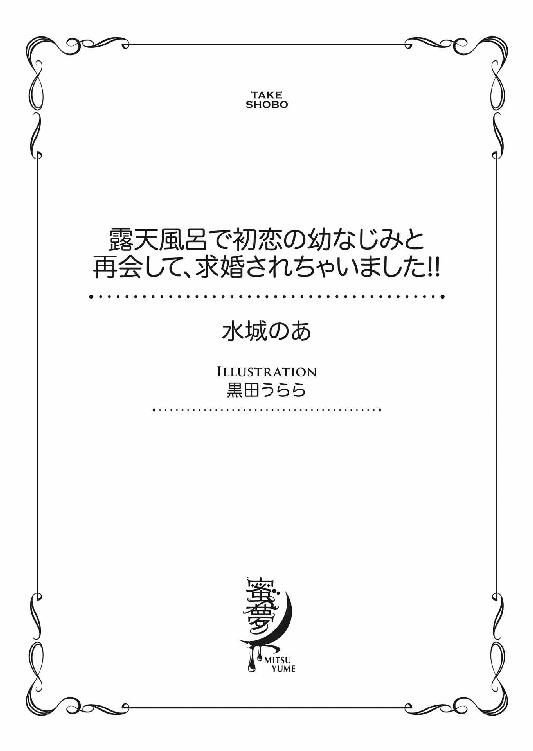 TAKE
SHOBO
露天風呂で初恋の幼なじみと
再会して、求婚されちゃいました!!
水城のあ
ILLUSTRATION
黒田うらら
蜜夢
MITSU
YUME